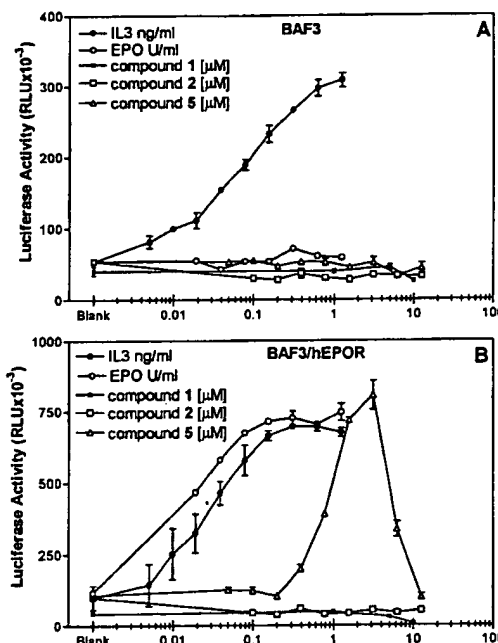 BAF3
A
IL3 ng/ml
EPO U/ml
compound 1 [µM]
compound 2 [µM]
compound 5 [µM]
Luciferase Activity (RLUx10⁻³)
400
300
200
100
0
Blank 0.01 0.1 1 10 100
BAF3/hEPOR
B
IL3 ng/ml
EPO U/ml
compound 1 [µM]
compound 2 [µM]
compound 5 [µM]
Luciferase Activity (RLUx10⁻³)
1000
750
500
250
0
Blank 0.01 0.1 1 10 100